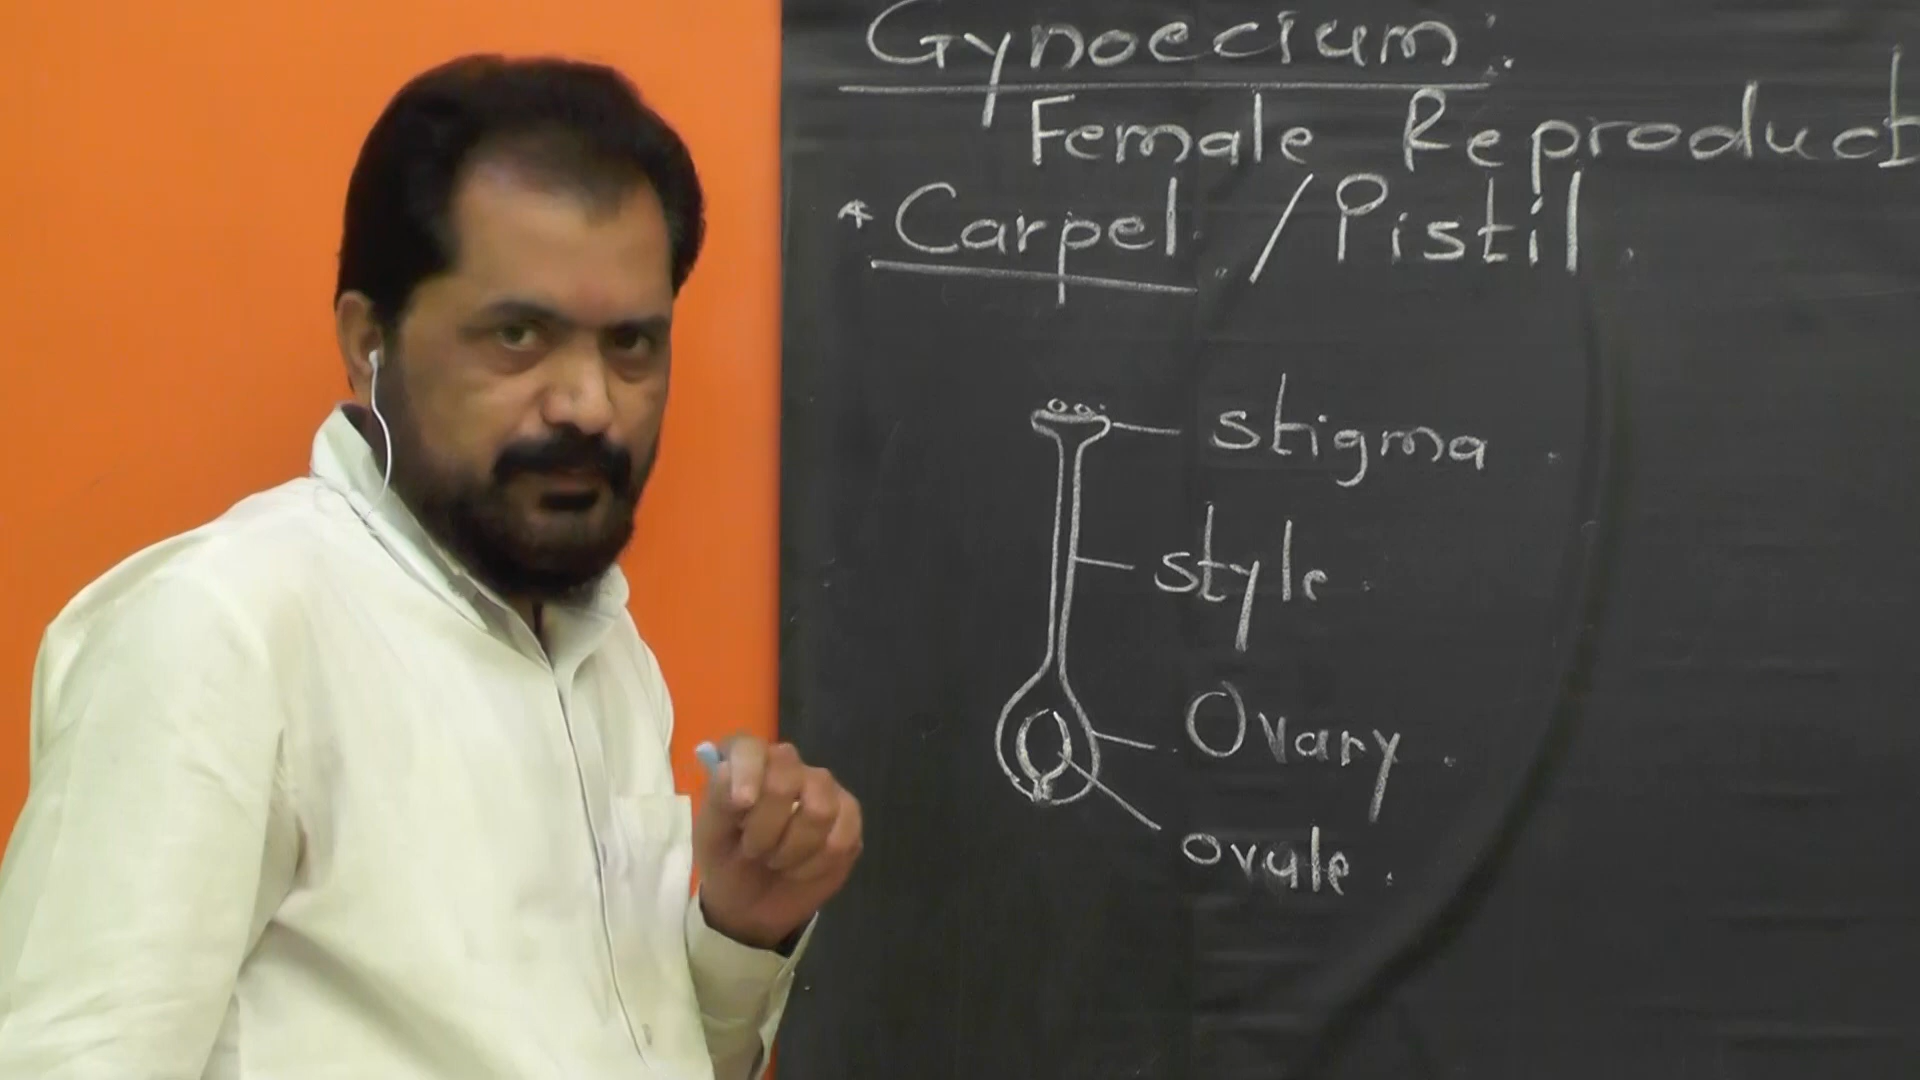 Gynoecium:
Female Reproduct
* Carpel / Pistil.
stigma.
style.
Ovary.
ovule.